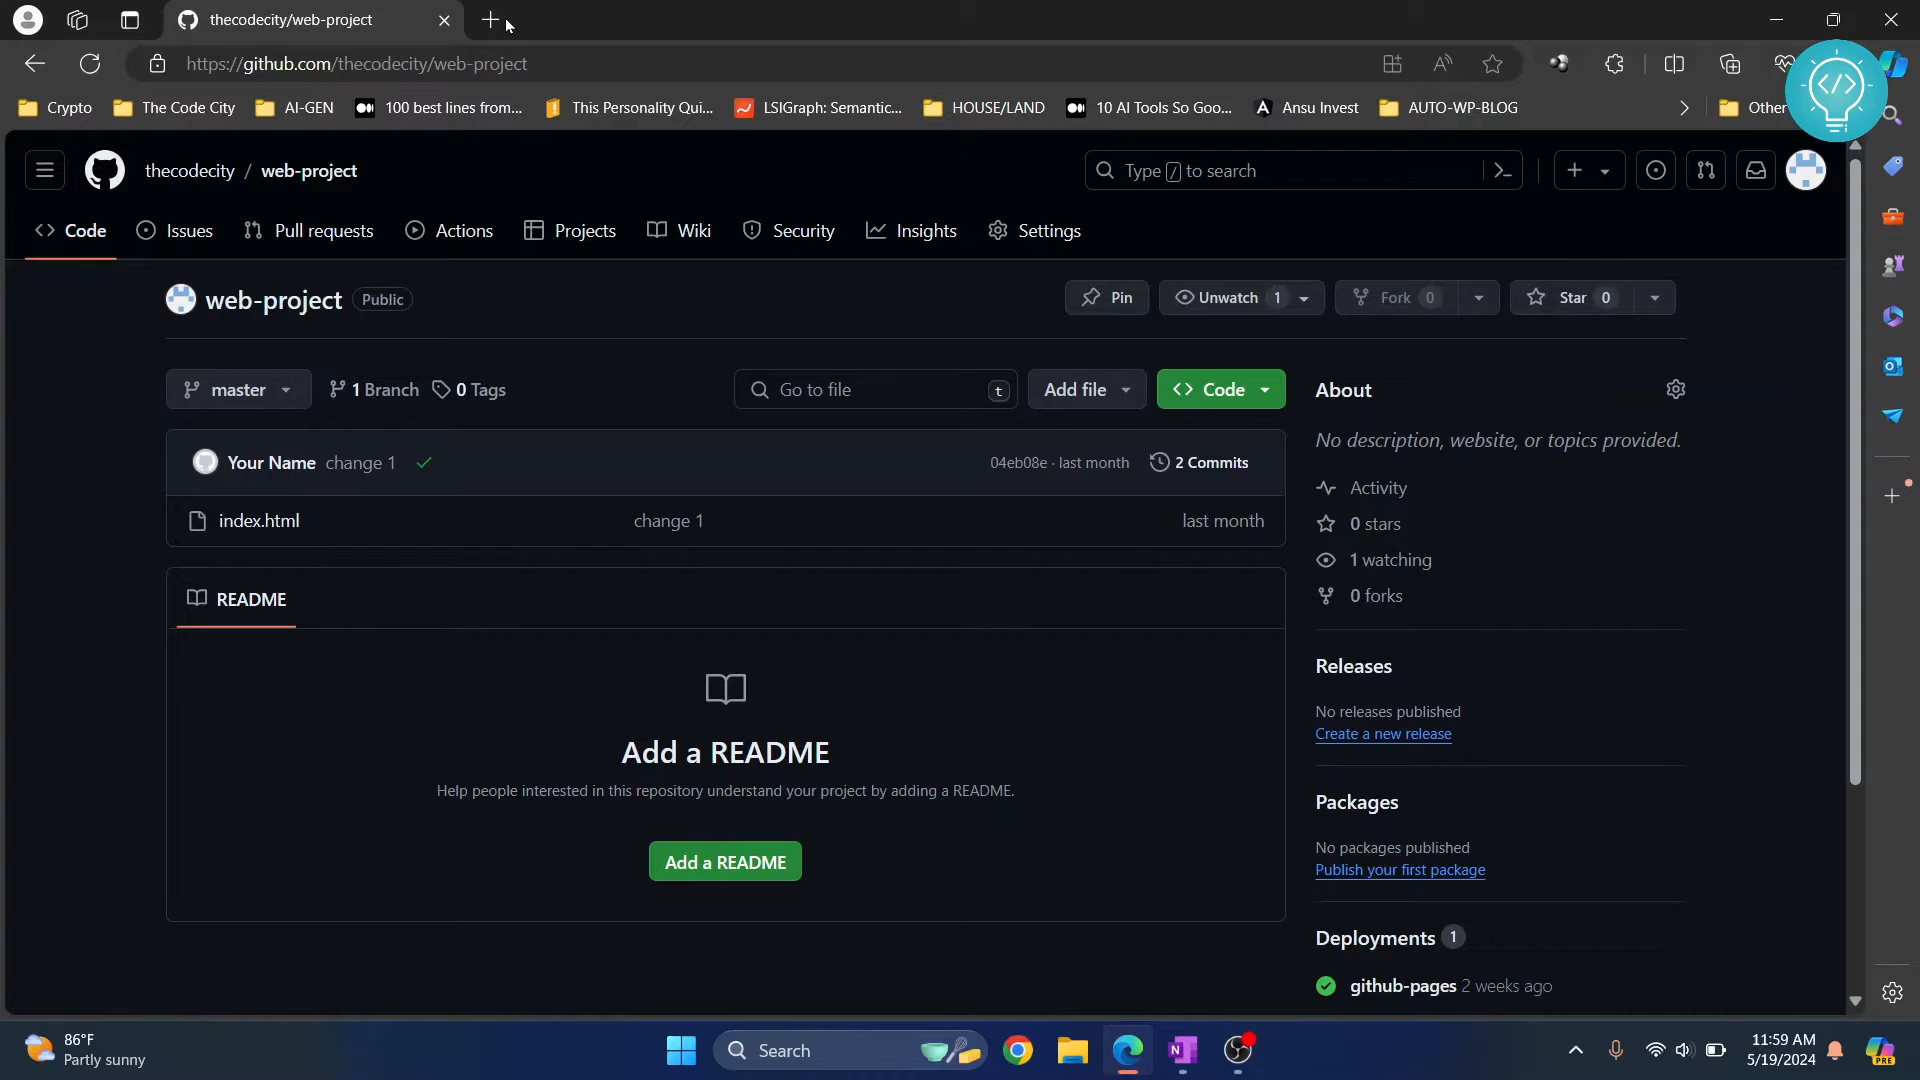 thecodecity/web-project
https://github.com/thecodecity/web-project
Crypto
The Code City
AI-GEN
100 best lines from...
This Personality Qui...
LSIGraph: Semantic...
HOUSE/LAND
10 AI Tools So Goo...
Ansu Invest
AUTO-WP-BLOG
Other
thecodecity / web-project
Type / to search
Code
Issues
Pull requests
Actions
Projects
Wiki
Security
Insights
Settings
web-project Public
Pin
Unwatch 1
Fork 0
Star 0
master
1 Branch
0 Tags
Go to file t
Add file
Code
Your Name change 1
04eb08e · last month
2 Commits
index.html
change 1
last month
README
Add a README
Help people interested in this repository understand your project by adding a README.
Add a README
About
No description, website, or topics provided.
Activity
0 stars
1 watching
0 forks
Releases
No releases published
Create a new release
Packages
No packages published
Publish your first package
Deployments 1
github-pages 2 weeks ago
86°F
Partly sunny
Search
11:59 AM
5/19/2024
PRE